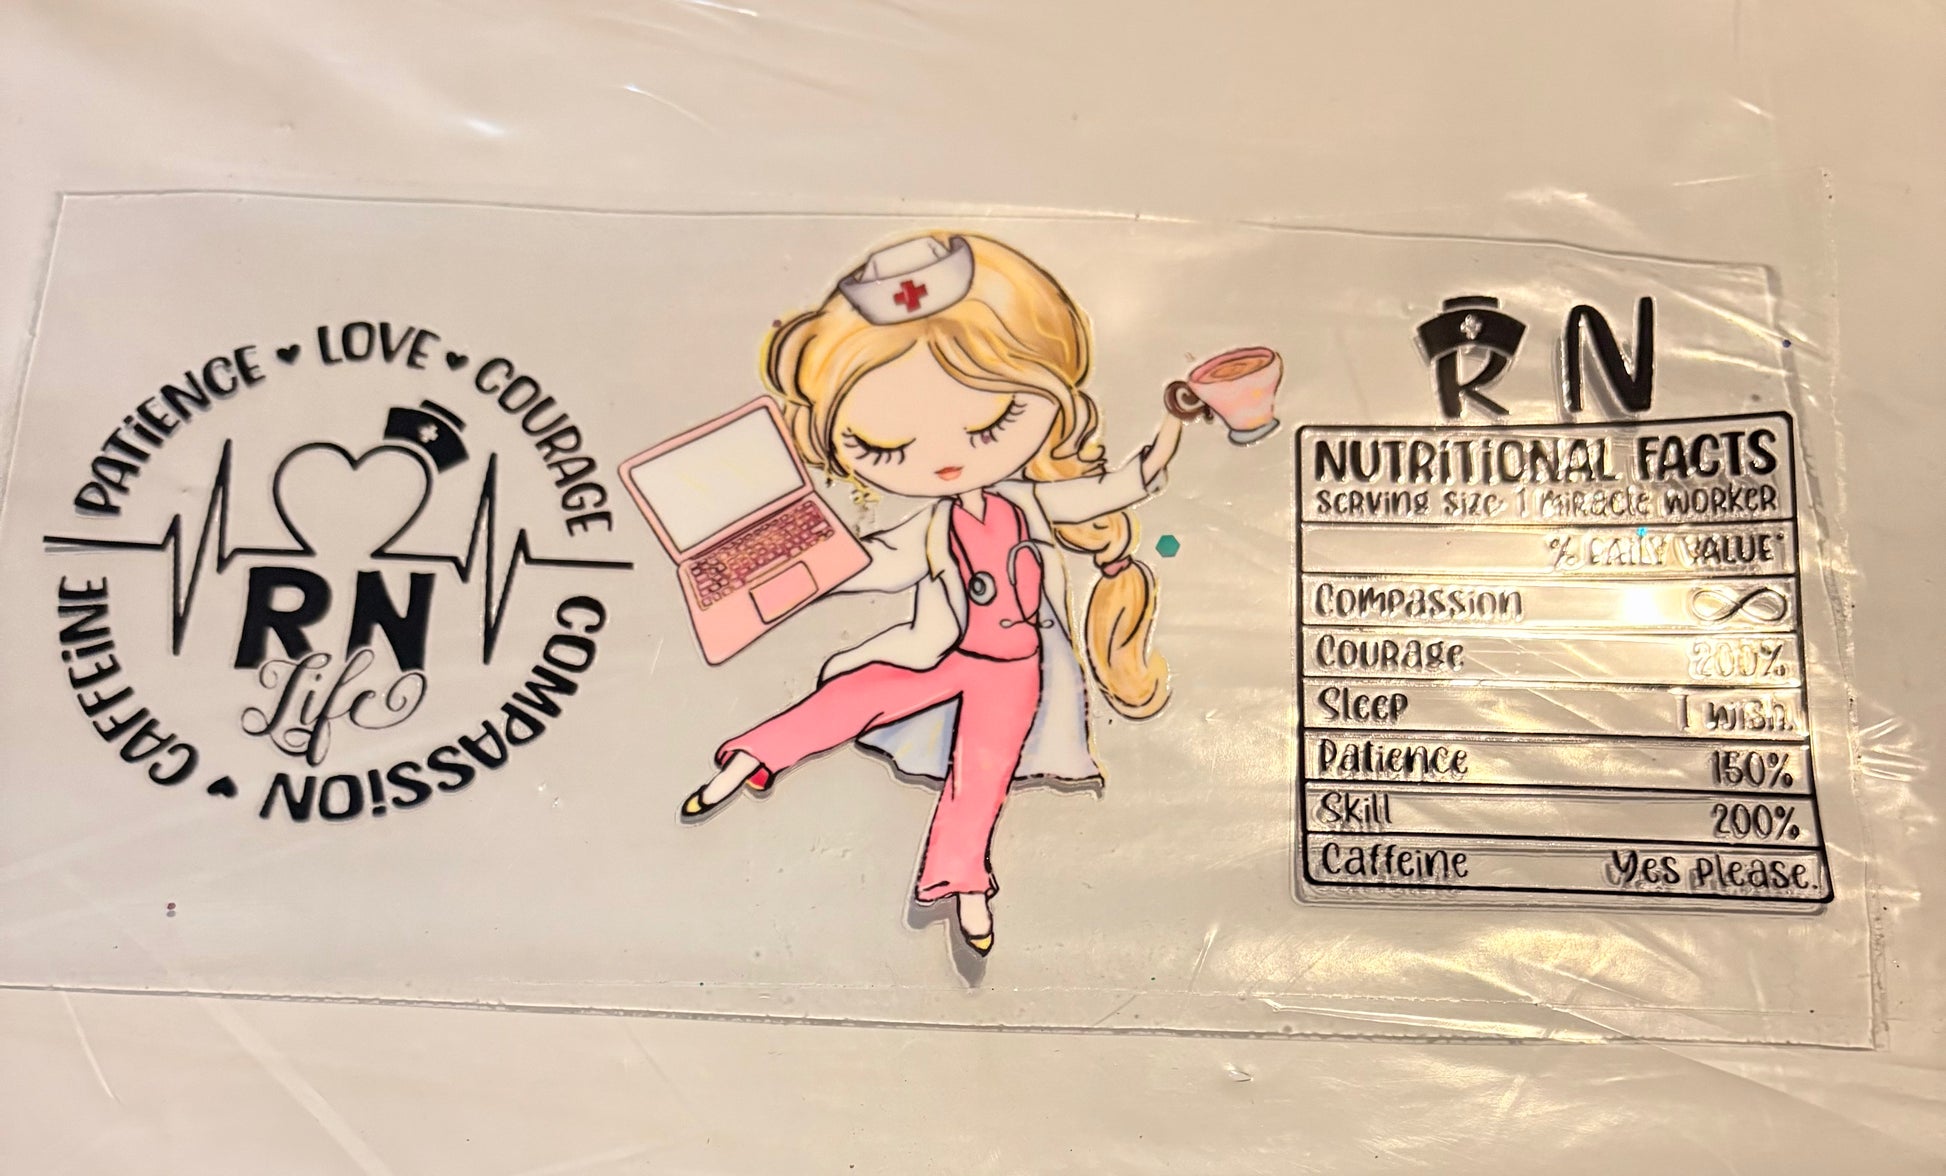 PATiENCE ♥ LOVE ♥ COURAGE
COMPASSiON ♥ CAFFEiNE
RN
Life
RN
NUTRiTiONAL FACTS
serving size 1 miracle worker
% DAILY VALUE*
Compassion ∞
Courage 200%
Sleep I wish.
Patience 150%
Skill 200%
Caffeine Yes please.